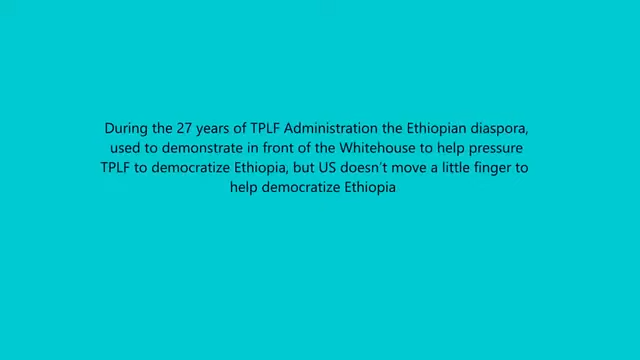 During the 27 years of TPLF Administration the Ethiopian diaspora,
used to demonstrate in front of the Whitehouse to help pressure
TPLF to democratize Ethiopia, but US doesn't move a little finger to
help democratize Ethiopia